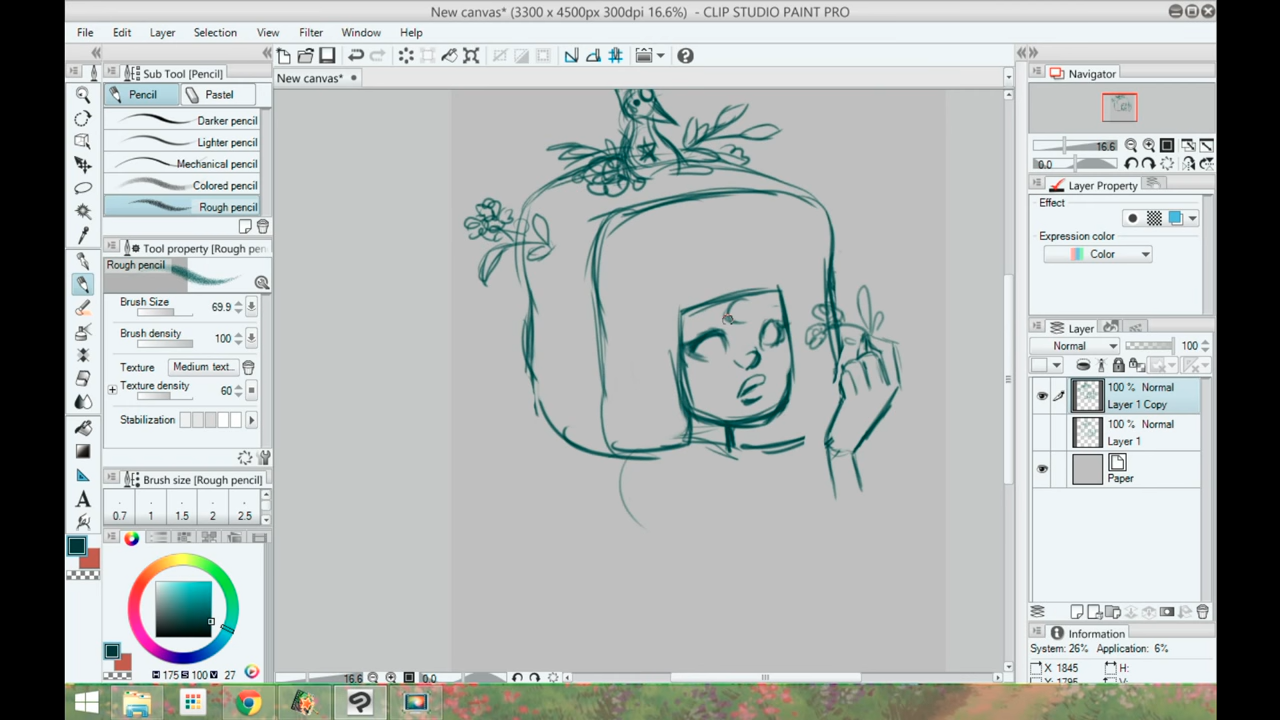 New canvas* (3300 x 4500px 300dpi 16.6%) - CLIP STUDIO PAINT PRO
File Edit Layer Selection View Filter Window Help
Sub Tool [Pencil]
New canvas*
Navigator
Pencil Pastel
Darker pencil
Lighter pencil
Mechanical pencil
Colored pencil
Rough pencil
16.6
0.0
Layer Property
Effect
Expression color
Color
Tool property [Rough pen
Rough pencil
Brush Size 69.9
Brush density 100
Texture Medium text..
Texture density 60
Stabilization
Layer
Normal 100
100 % Normal
Layer 1 Copy
100 % Normal
Layer 1
Paper
Brush size [Rough pencil]
0.7 1 1.5 2 2.5
A
Information
System: 26% Application: 6%
X 1845 H:
Y 1795
H 175 S 100 V 27
16.6 0.0